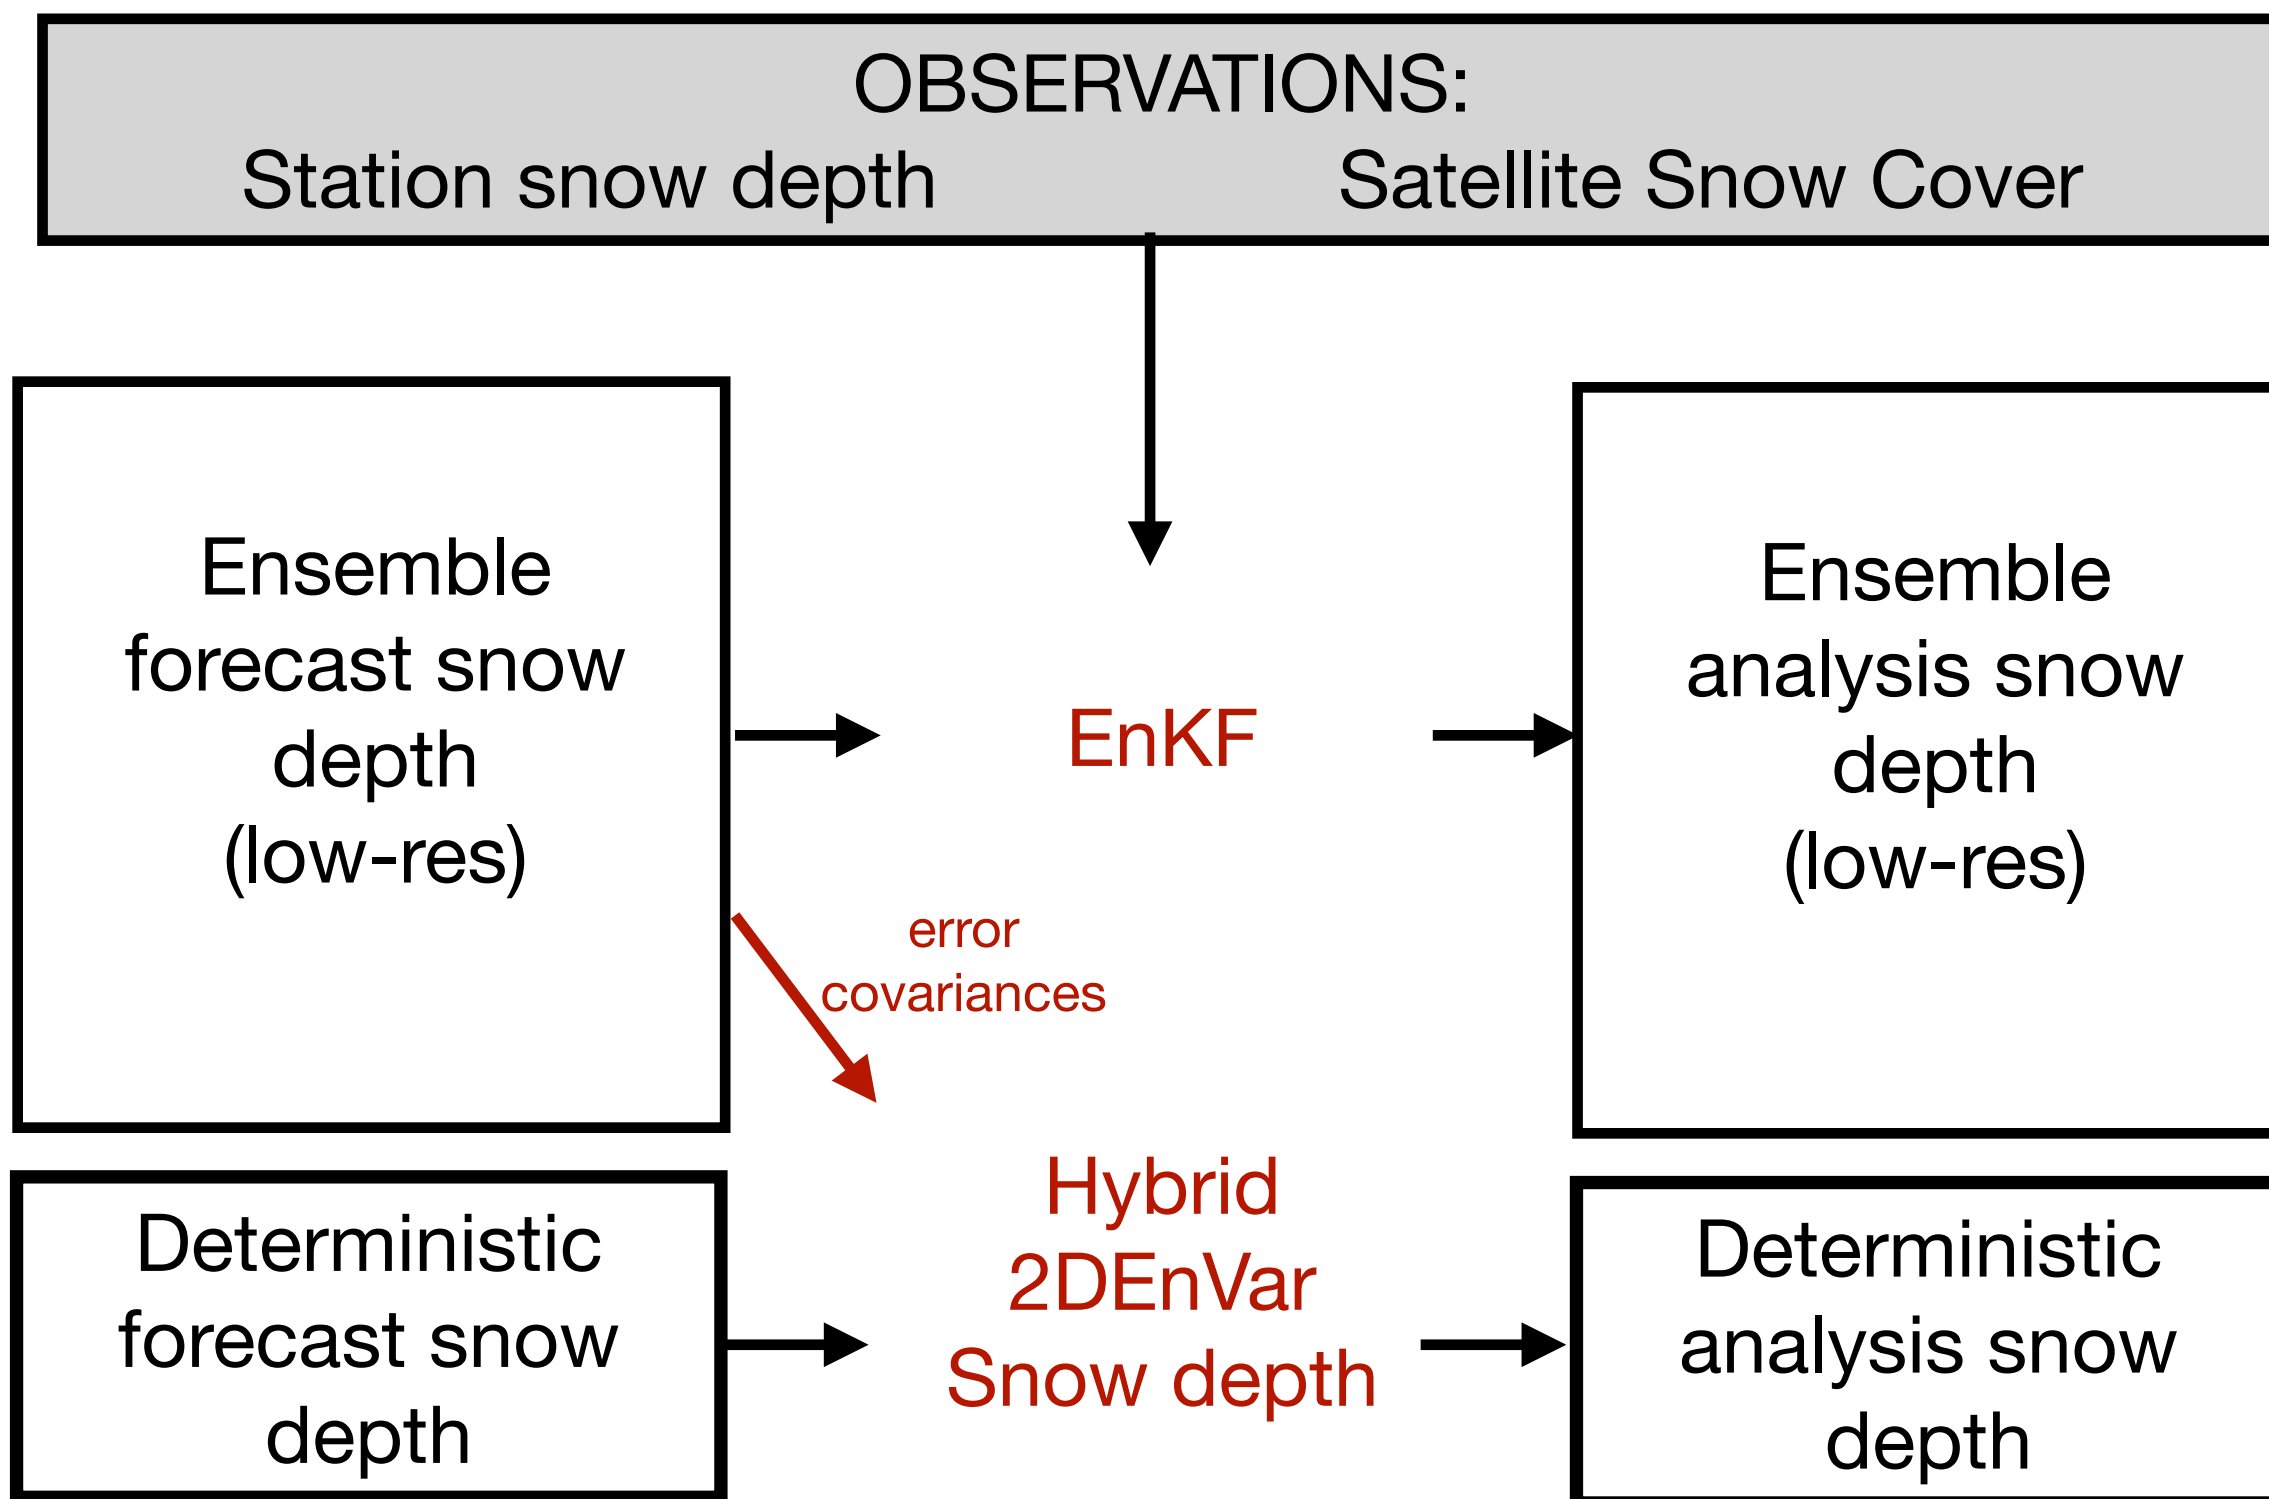 OBSERVATIONS:
Station snow depth Satellite Snow Cover
Ensemble
forecast snow
depth
(low-res)
EnKF
Ensemble
analysis snow
depth
(low-res)
error
covariances
Deterministic
forecast snow
depth
Hybrid
2DEnVar
Snow depth
Deterministic
analysis snow
depth